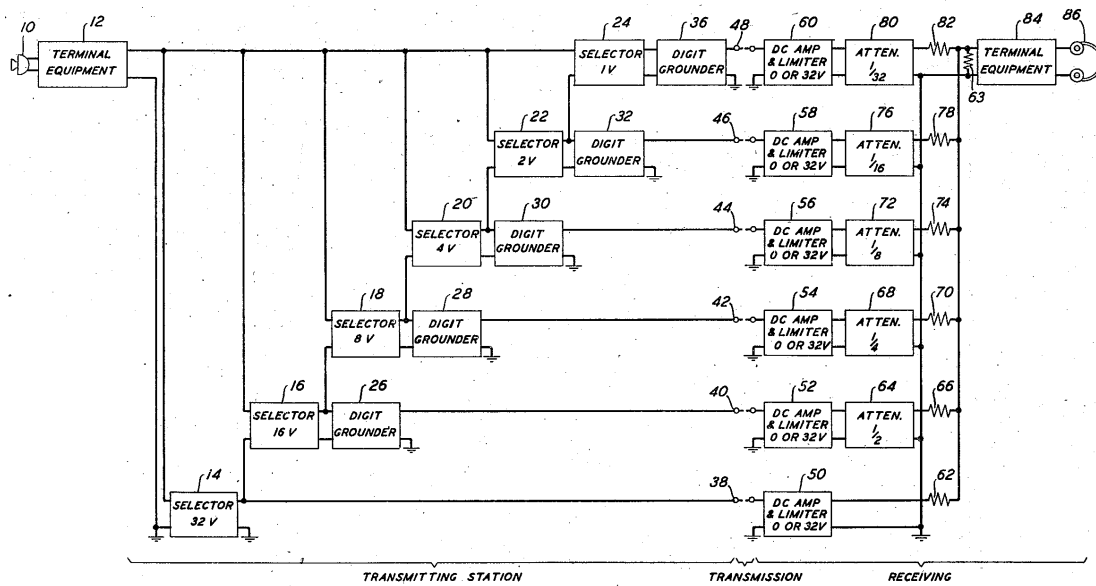 10
12
TERMINAL
EQUIPMENT
24
SELECTOR
1 V
36
DIGIT
GROUNDER
48
60
DC AMP
& LIMITER
0 OR 32V
80
ATTEN.
1/32
82
63
84
TERMINAL
EQUIPMENT
86
22
SELECTOR
2 V
32
DIGIT
GROUNDER
46
58
DC AMP
& LIMITER
0 OR 32V
76
ATTEN.
1/16
78
20
SELECTOR
4 V
30
DIGIT
GROUNDER
44
56
DC AMP
& LIMITER
0 OR 32V
72
ATTEN.
1/8
74
18
SELECTOR
8 V
28
DIGIT
GROUNDER
42
54
DC AMP
& LIMITER
0 OR 32V
68
ATTEN.
1/4
70
16
SELECTOR
16 V
26
DIGIT
GROUNDER
40
52
DC AMP
& LIMITER
0 OR 32V
64
ATTEN.
1/2
66
14
SELECTOR
32 V
38
50
DC AMP
& LIMITER
0 OR 32V
62
TRANSMITTING STATION
TRANSMISSION
RECEIVING